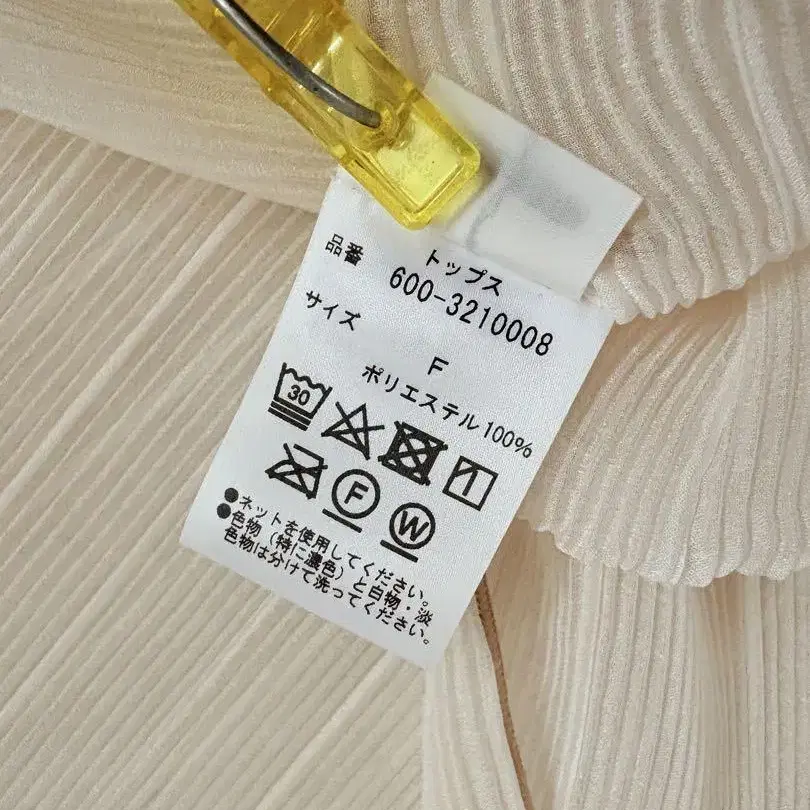 トップス
品番 600-3210008
サイズ
F
ポリエステル100%
30
F
W
●ネットを使用してください。
●色物（特に濃色）と白物・淡
色物は分けて洗ってください。